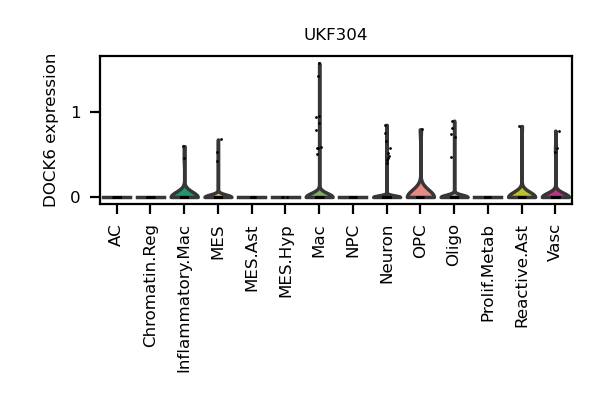 UKF304
DOCK6 expression
1
0
AC
Chromatin.Reg
Inflammatory.Mac
MES
MES.Ast
MES.Hyp
Mac
NPC
Neuron
OPC
Oligo
Prolif.Metab
Reactive.Ast
Vasc